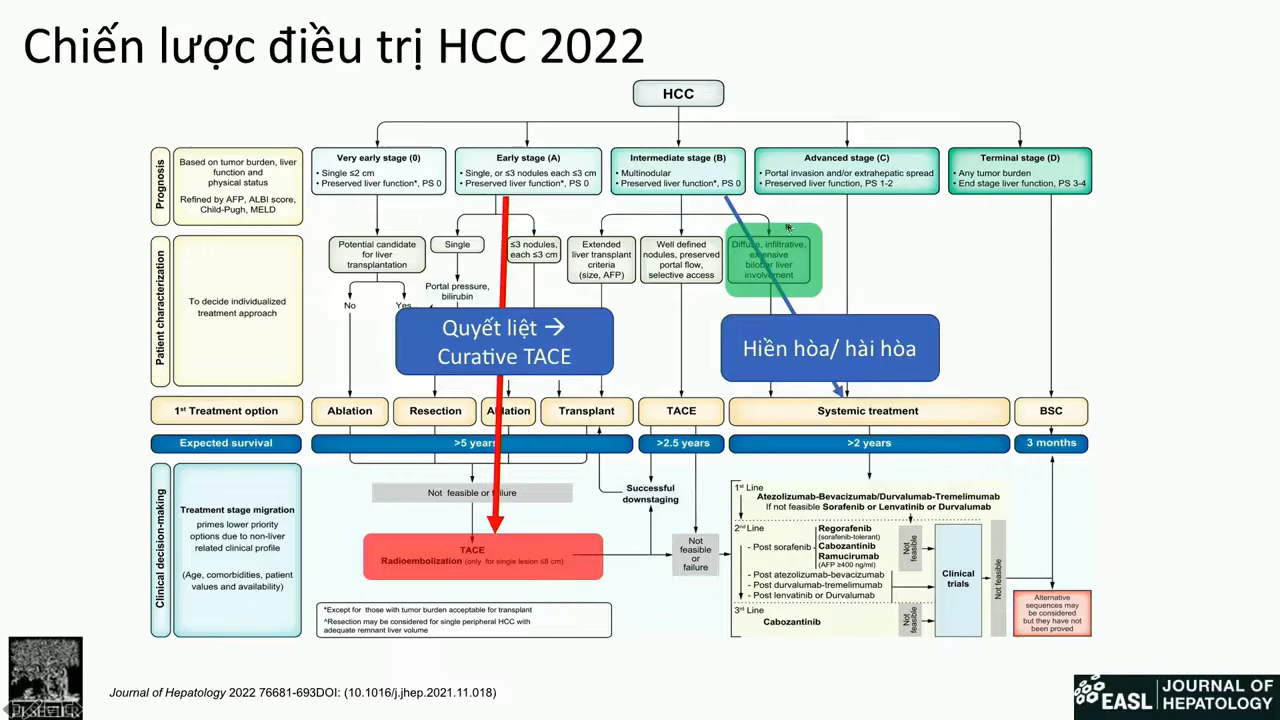 Chiến lược điều trị HCC 2022
HCC
Prognosis
Based on tumor burden, liver
function and
physical status
Refined by AFP, ALBI score,
Child-Pugh, MELD
Very early stage (0)
• Single ≤2 cm
• Preserved liver function*, PS 0
Early stage (A)
• Single, or ≤3 nodules each ≤3 cm
• Preserved liver function*, PS 0
Intermediate stage (B)
• Multinodular
• Preserved liver function*, PS 0
Advanced stage (C)
• Portal invasion and/or extrahepatic spread
• Preserved liver function, PS 1-2
Terminal stage (D)
• Any tumor burden
• End stage liver function, PS 3-4
Patient characterization
To decide individualized
treatment approach
Potential candidate
for liver
transplantation
Single
≤3 nodules,
each ≤3 cm
Extended
liver transplant
criteria
(size, AFP)
Well defined
nodules, preserved
portal flow,
selective access
Diffuse, infiltrative,
extensive
bilobar liver
involvement
No
Yes
Portal pressure,
bilirubin
Quyết liệt →
Curative TACE
Hiền hòa/ hài hòa
1st Treatment option
Ablation
Resection
Ablation
Transplant
TACE
Systemic treatment
BSC
Expected survival
>5 years
>2.5 years
>2 years
3 months
Clinical decision-making
Treatment stage migration
primes lower priority
options due to non-liver
related clinical profile
(Age, comorbidities, patient
values and availability)
Not feasible or failure
Successful
downstaging
TACE
Radioembolization (only for single lesion ≤8 cm)
Not
feasible
or
failure
1st Line
Atezolizumab-Bevacizumab/Durvalumab-Tremelimumab
If not feasible Sorafenib or Lenvatinib or Durvalumab
2nd Line
- Post sorafenib
Regorafenib
(sorafenib-tolerant)
Cabozantinib
Ramucirumab
(AFP ≥400 ng/ml)
- Post atezolizumab-bevacizumab
- Post durvalumab-tremelimumab
- Post lenvatinib or Durvalumab
3rd Line
Cabozantinib
Not
feasible
Not
feasible
Clinical
trials
Not feasible
Alternative
sequences may
be considered
but they have not
been proved
*Except for those with tumor burden acceptable for transplant
^Resection may be considered for single peripheral HCC with
adequate remnant liver volume
ELSEVIER
Journal of Hepatology 2022 76681-693DOI: (10.1016/j.jhep.2021.11.018)
EASL
JOURNAL OF
HEPATOLOGY